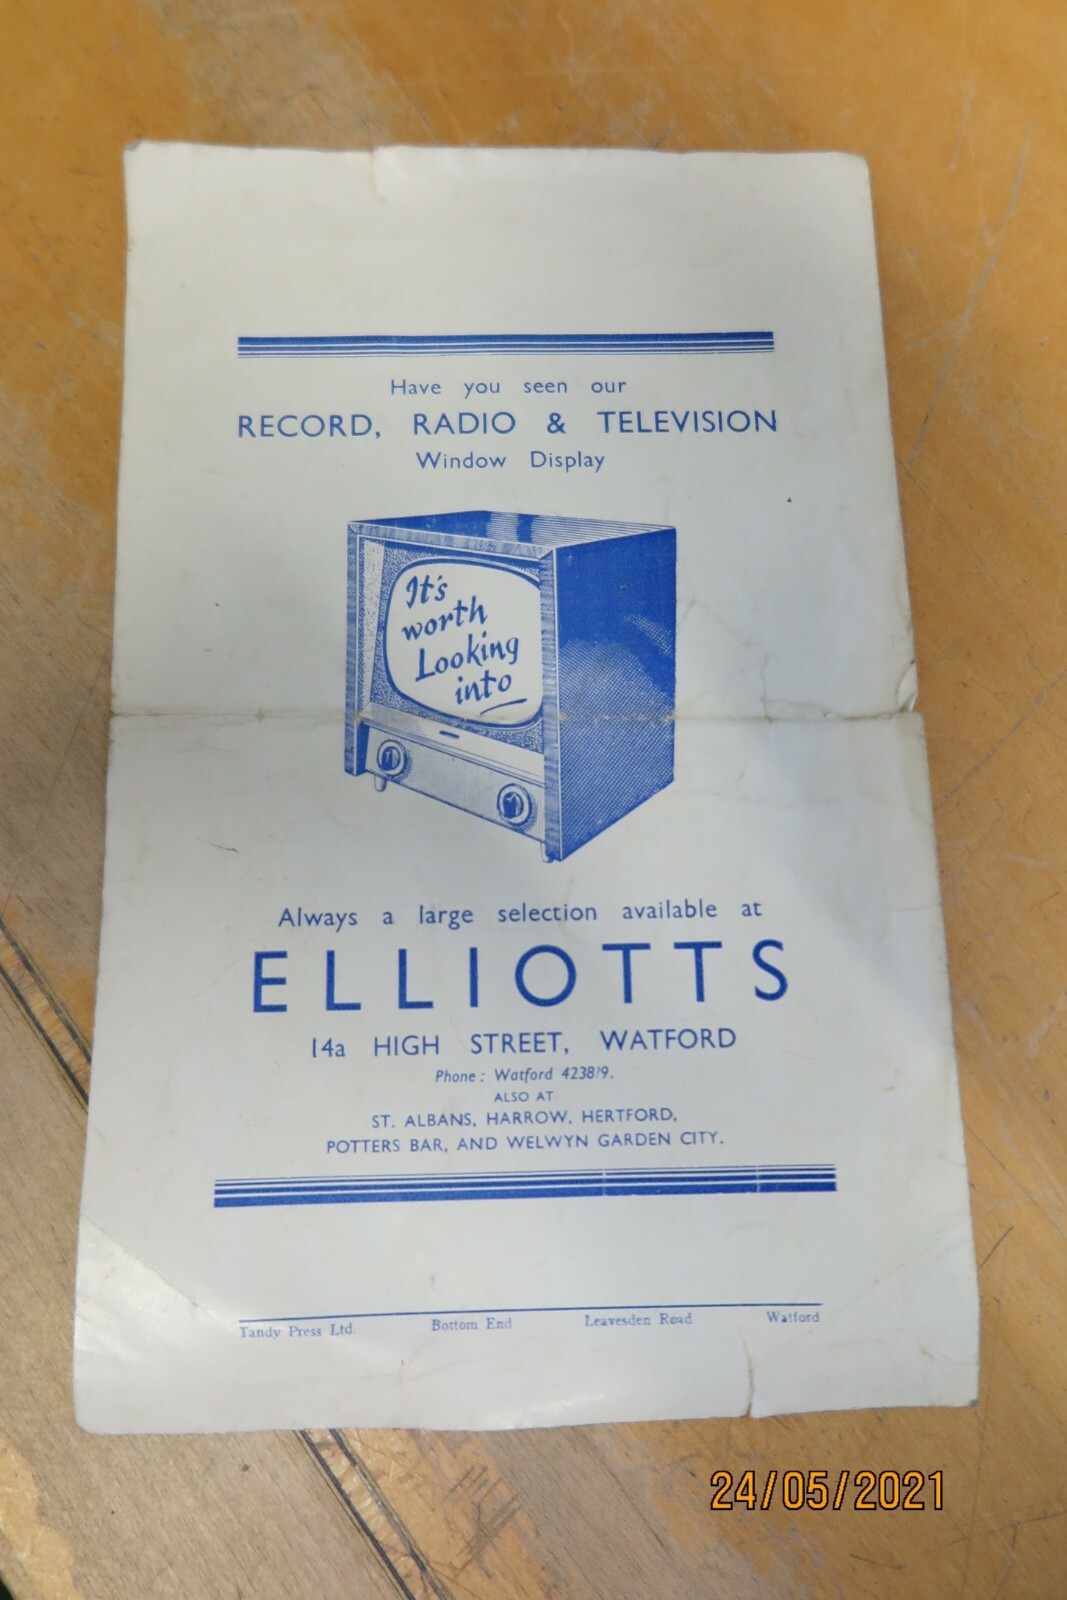 Have you seen our
RECORD, RADIO & TELEVISION
Window Display
It's
worth
Looking
into
Always a large selection available at
ELLIOTTS
14a HIGH STREET, WATFORD
Phone: Watford 4238/9.
ALSO AT
ST. ALBANS, HARROW, HERTFORD,
POTTERS BAR, AND WELWYN GARDEN CITY.
Tandy Press Ltd. Bottom End Leavesden Road Watford
24/05/2021